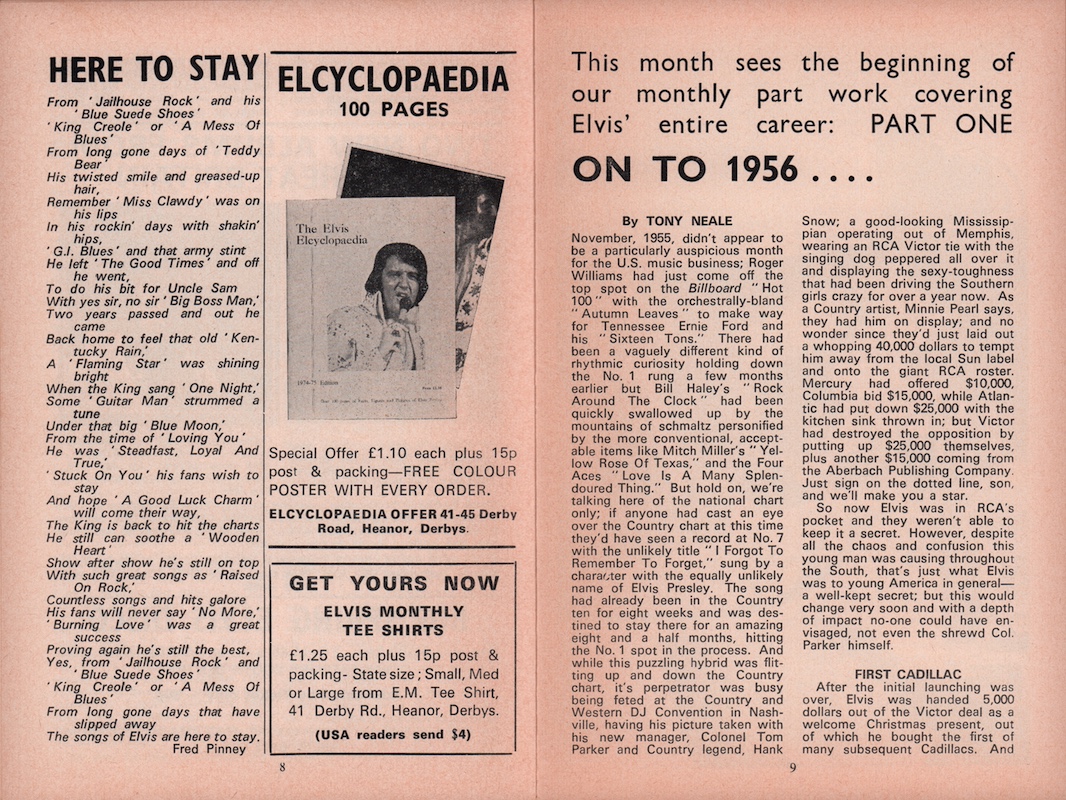 HERE TO STAY
From ' Jailhouse Rock ' and his
' Blue Suede Shoes '
' King Creole ' or ' A Mess Of
Blues '
From long gone days of ' Teddy
Bear '
His twisted smile and greased-up
hair,
Remember ' Miss Clawdy ' was on
his lips
In his rockin' days with shakin'
hips,
' G.I. Blues ' and that army stint
He left ' The Good Times ' and off
he went,
To do his bit for Uncle Sam
With yes sir, no sir ' Big Boss Man,'
Two years passed and out he
came
Back home to feel that old ' Ken-
tucky Rain,'
A ' Flaming Star ' was shining
bright
When the King sang ' One Night,'
Some ' Guitar Man ' strummed a
tune
Under that big ' Blue Moon,'
From the time of ' Loving You '
He was ' Steadfast, Loyal And
True,'
' Stuck On You ' his fans wish to
stay
And hope ' A Good Luck Charm '
will come their way,
The King is back to hit the charts
He still can soothe a ' Wooden
Heart '
Show after show he's still on top
With such great songs as ' Raised
On Rock,'
Countless songs and hits galore
His fans will never say ' No More,'
' Burning Love ' was a great
success
Proving again he's still the best,
Yes, from ' Jailhouse Rock ' and
' Blue Suede Shoes '
' King Creole ' or ' A Mess Of
Blues '
From long gone days that have
slipped away
The songs of Elvis are here to stay.
Fred Pinney
ELCYCLOPAEDIA
100 PAGES
The Elvis
Elcyclopaedia
1974-75 Edition
Special Offer £1.10 each plus 15p
post & packing—FREE COLOUR
POSTER WITH EVERY ORDER.
ELCYCLOPAEDIA OFFER 41-45 Derby
Road, Heanor, Derbys.
GET YOURS NOW
ELVIS MONTHLY
TEE SHIRTS
£1.25 each plus 15p post &
packing- State size ; Small, Med
or Large from E.M. Tee Shirt,
41 Derby Rd., Heanor, Derbys.
(USA readers send $4)
8
This month sees the beginning of
our monthly part work covering
Elvis' entire career: PART ONE
ON TO 1956 . . . .
By TONY NEALE
November, 1955, didn't appear to
be a particularly auspicious month
for the U.S. music business; Roger
Williams had just come off the
top spot on the Billboard " Hot
100 " with the orchestrally-bland
" Autumn Leaves " to make way
for Tennessee Ernie Ford and
his " Sixteen Tons." There had
been a vaguely different kind of
rhythmic curiosity holding down
the No. 1 rung a few months
earlier but Bill Haley's " Rock
Around The Clock " had been
quickly swallowed up by the
mountains of schmaltz personified
by the more conventional, accept-
able items like Mitch Miller's " Yel-
low Rose Of Texas," and the Four
Aces " Love Is A Many Splen-
doured Thing." But hold on, we're
talking here of the national chart
only; if anyone had cast an eye
over the Country chart at this time
they'd have seen a record at No. 7
with the unlikely title " I Forgot To
Remember To Forget," sung by a
character with the equally unlikely
name of Elvis Presley. The song
had already been in the Country
ten for eight weeks and was des-
tined to stay there for an amazing
eight and a half months, hitting
the No. 1 spot in the process. And
while this puzzling hybrid was flit-
ting up and down the Country
chart, it's perpetrator was busy
being feted at the Country and
Western DJ Convention in Nash-
ville, having his picture taken with
his new manager, Colonel Tom
Parker and Country legend, Hank
Snow; a good-looking Mississip-
pian operating out of Memphis,
wearing an RCA Victor tie with the
singing dog peppered all over it
and displaying the sexy-toughness
that had been driving the Southern
girls crazy for over a year now. As
a Country artist, Minnie Pearl says,
they had him on display; and no
wonder since they'd just laid out
a whopping 40,000 dollars to tempt
him away from the local Sun label
and onto the giant RCA roster.
Mercury had offered $10,000,
Columbia bid $15,000, while Atlan-
tic had put down $25,000 with the
kitchen sink thrown in; but Victor
had destroyed the opposition by
putting up $25,000 themselves,
plus another $15,000 coming from
the Aberbach Publishing Company.
Just sign on the dotted line, son,
and we'll make you a star.
So now Elvis was in RCA's
pocket and they weren't able to
keep it a secret. However, despite
all the chaos and confusion this
young man was causing throughout
the South, that's just what Elvis
was to young America in general—
a well-kept secret; but this would
change very soon and with a depth
of impact no-one could have en-
visaged, not even the shrewd Col.
Parker himself.
FIRST CADILLAC
After the initial launching was
over, Elvis was handed 5,000
dollars out of the Victor deal as a
welcome Christmas present, out
of which he bought the first of
many subsequent Cadillacs. And
9